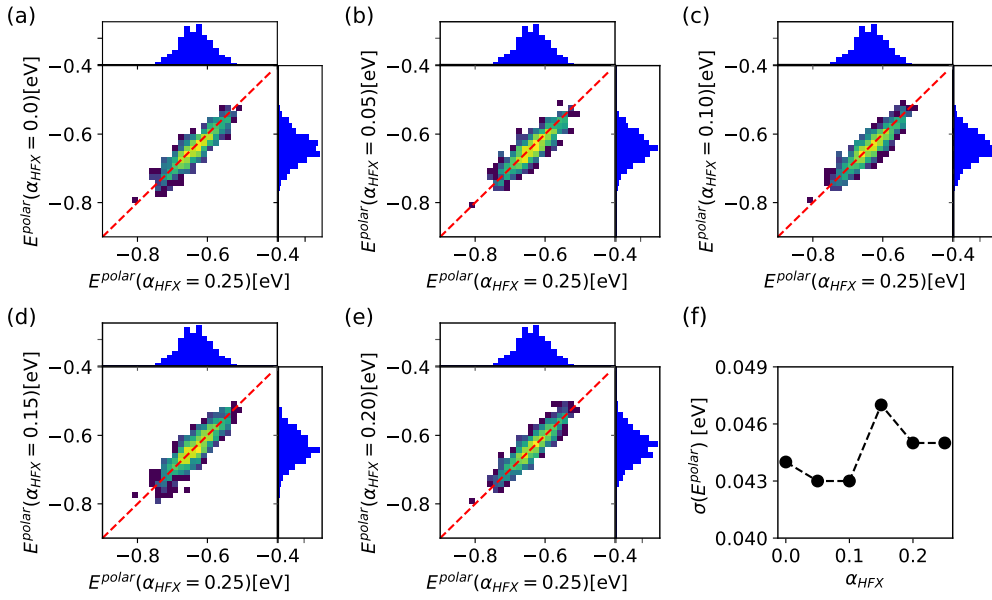 (a)
−0.4
−0.6
−0.8
E^polar(α_HFX = 0.0)[eV]
−0.8 −0.6 −0.4
E^polar(α_HFX = 0.25)[eV]
(b)
−0.4
−0.6
−0.8
E^polar(α_HFX = 0.05)[eV]
−0.8 −0.6 −0.4
E^polar(α_HFX = 0.25)[eV]
(c)
−0.4
−0.6
−0.8
E^polar(α_HFX = 0.10)[eV]
−0.8 −0.6 −0.4
E^polar(α_HFX = 0.25)[eV]
(d)
−0.4
−0.6
−0.8
E^polar(α_HFX = 0.15)[eV]
−0.8 −0.6 −0.4
E^polar(α_HFX = 0.25)[eV]
(e)
−0.4
−0.6
−0.8
E^polar(α_HFX = 0.20)[eV]
−0.8 −0.6 −0.4
E^polar(α_HFX = 0.25)[eV]
(f)
0.049
0.046
0.043
0.040
σ(E^polar) [eV]
0.0 0.1 0.2
α_HFX